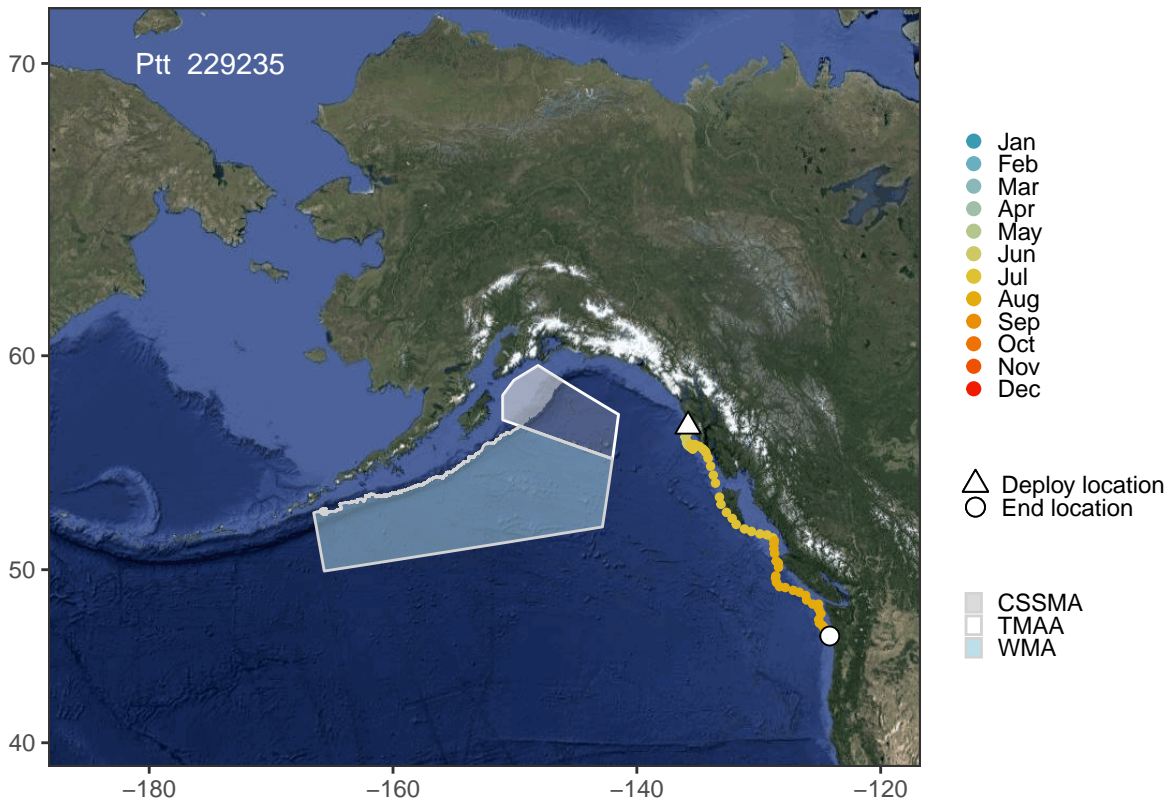 Ptt 229235
70
60
50
40
−180
−160
−140
−120
Jan
Feb
Mar
Apr
May
Jun
Jul
Aug
Sep
Oct
Nov
Dec
Deploy location
End location
CSSMA
TMAA
WMA